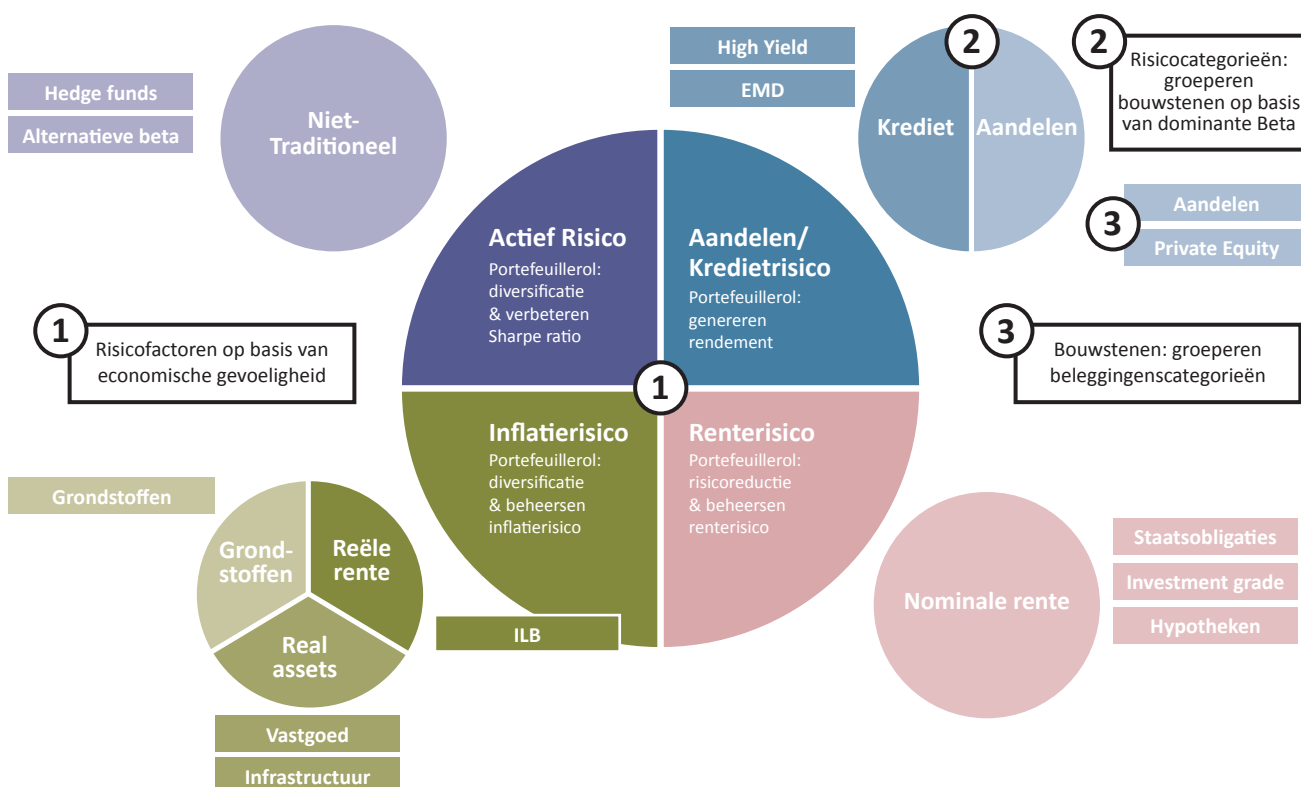 High Yield
EMD
2
Krediet
Aandelen
2
Risicocategorieën:
groeperen
bouwstenen op basis
van dominante Beta
Hedge funds
Alternatieve beta
Niet-
Traditioneel
3
Aandelen
Private Equity
Actief Risico
Portefeuillerol:
diversificatie
& verbeteren
Sharpe ratio
Aandelen/
Kredietrisico
Portefeuillerol:
genereren
rendement
1
Risicofactoren op basis van
economische gevoeligheid
3
Bouwstenen: groeperen
beleggingenscategorieën
1
Inflatierisico
Portefeuillerol:
diversificatie
& beheersen
inflatierisico
Renterisico
Portefeuillerol:
risicoreductie
& beheersen
renterisico
Grondstoffen
Grond-
stoffen
Reële
rente
Real
assets
ILB
Vastgoed
Infrastructuur
Nominale rente
Staatsobligaties
Investment grade
Hypotheken